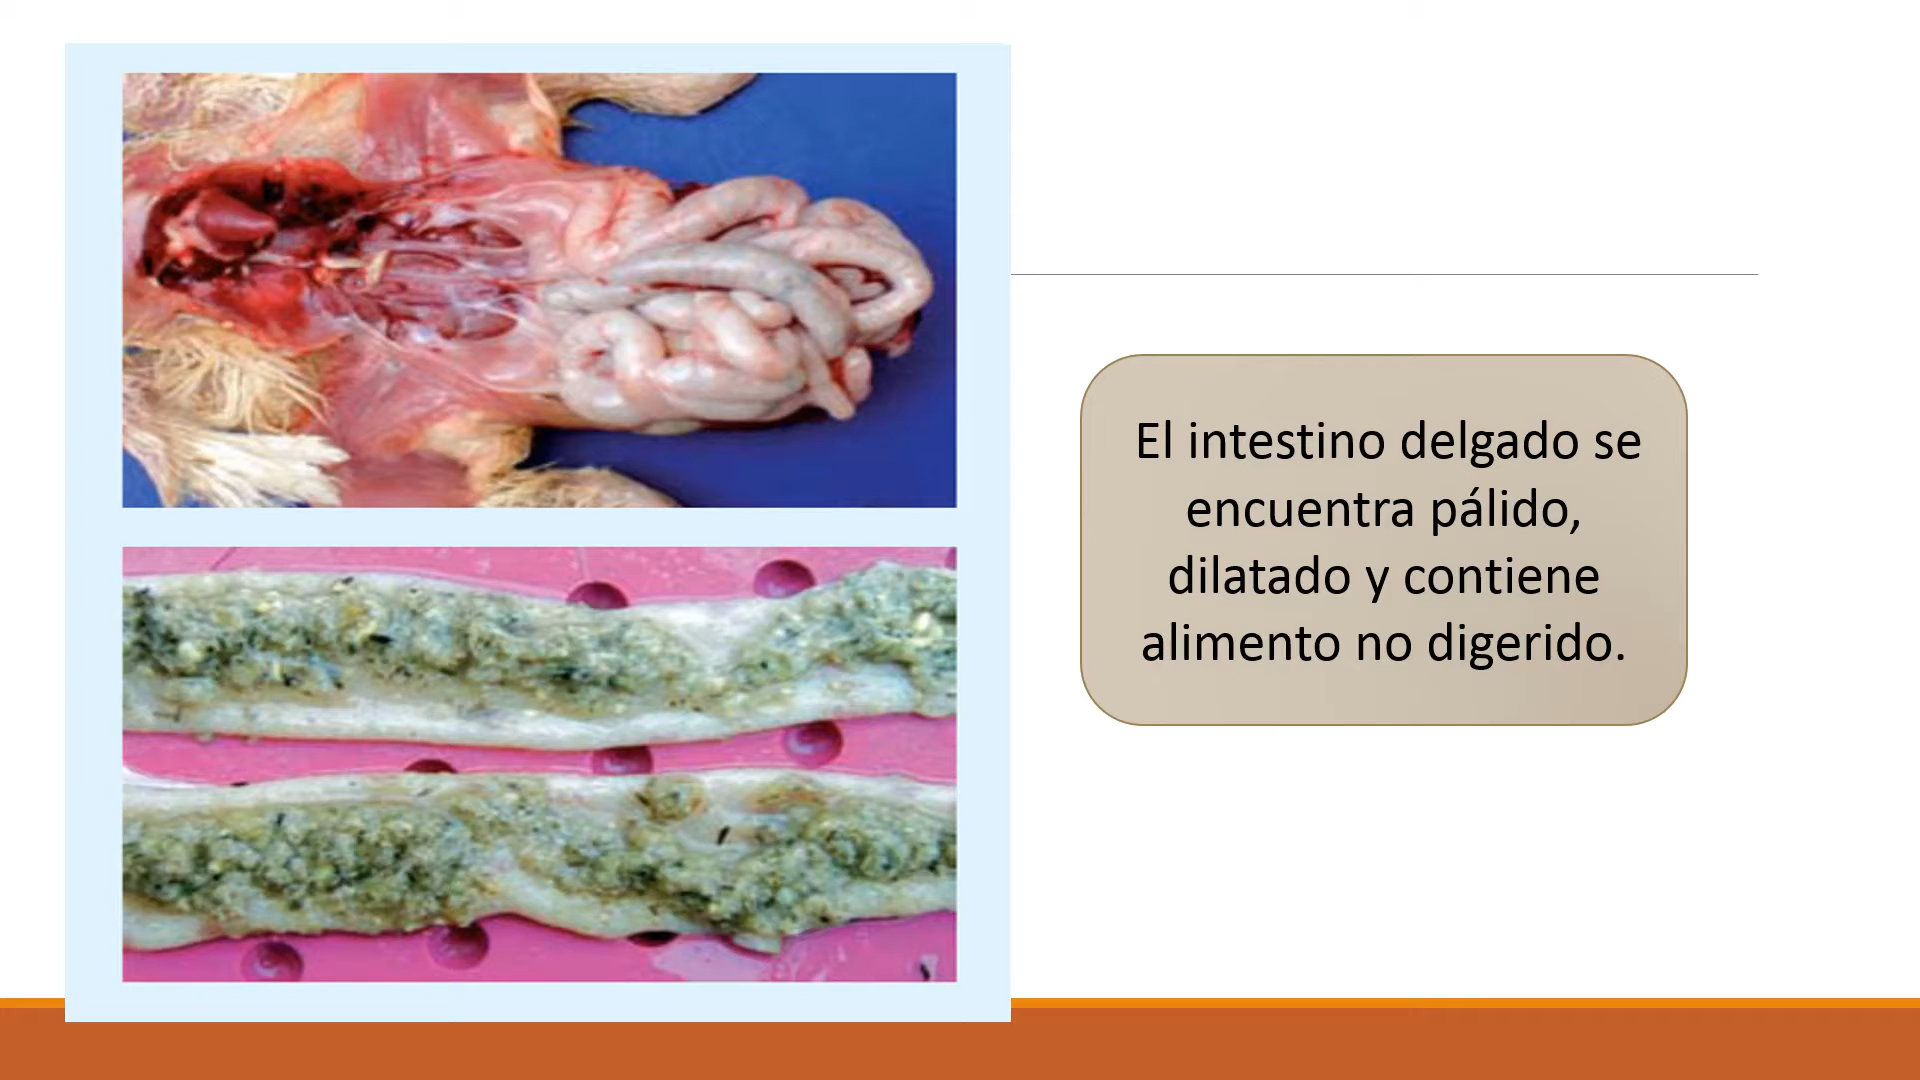 El intestino delgado se
encuentra pálido,
dilatado y contiene
alimento no digerido.